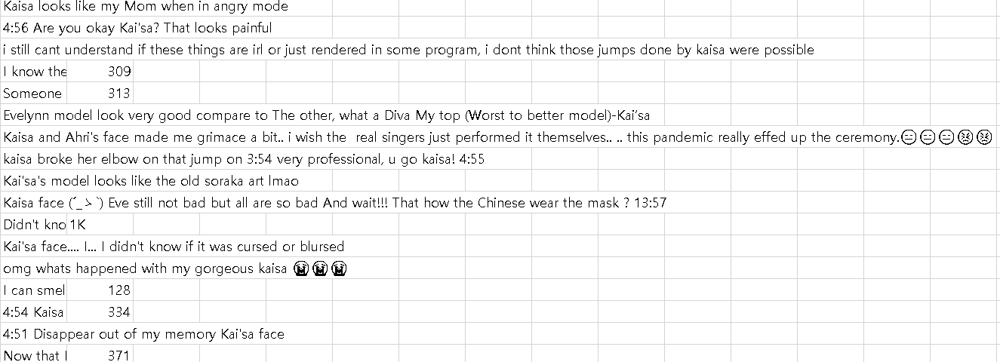 Kaisa looks like my Mom when in angry mode
4:56 Are you okay Kai'sa? That looks painful
i still cant understand if these things are irl or just rendered in some program, i dont think those jumps done by kaisa were possible
I know the 309
Someone 313
Evelynn model look very good compare to The other, what a Diva My top (Worst to better model)-Kai'sa
Kaisa and Ahri's face made me grimace a bit.. i wish the  real singers just performed it themselves.. .. this pandemic really effed up the ceremony.😑😑😑😣😣
kaisa broke her elbow on that jump on 3:54 very professional, u go kaisa! 4:55
Kai'sa's model looks like the old soraka art lmao
Kaisa face (´_ゝ`) Eve still not bad but all are so bad And wait!!! That how the Chinese wear the mask ? 13:57
Didn't kno 1K
Kai'sa face.... I... I didn't know if it was cursed or blursed
omg whats happened with my gorgeous kaisa 😭😭😭
I can smel 128
4:54 Kaisa 334
4:51 Disappear out of my memory Kai'sa face
Now that I 371